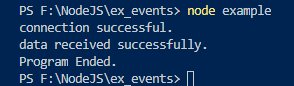 PS F:\NodeJS\ex_events> node example
connection successful.
data received successfully.
Program Ended.
PS F:\NodeJS\ex_events>